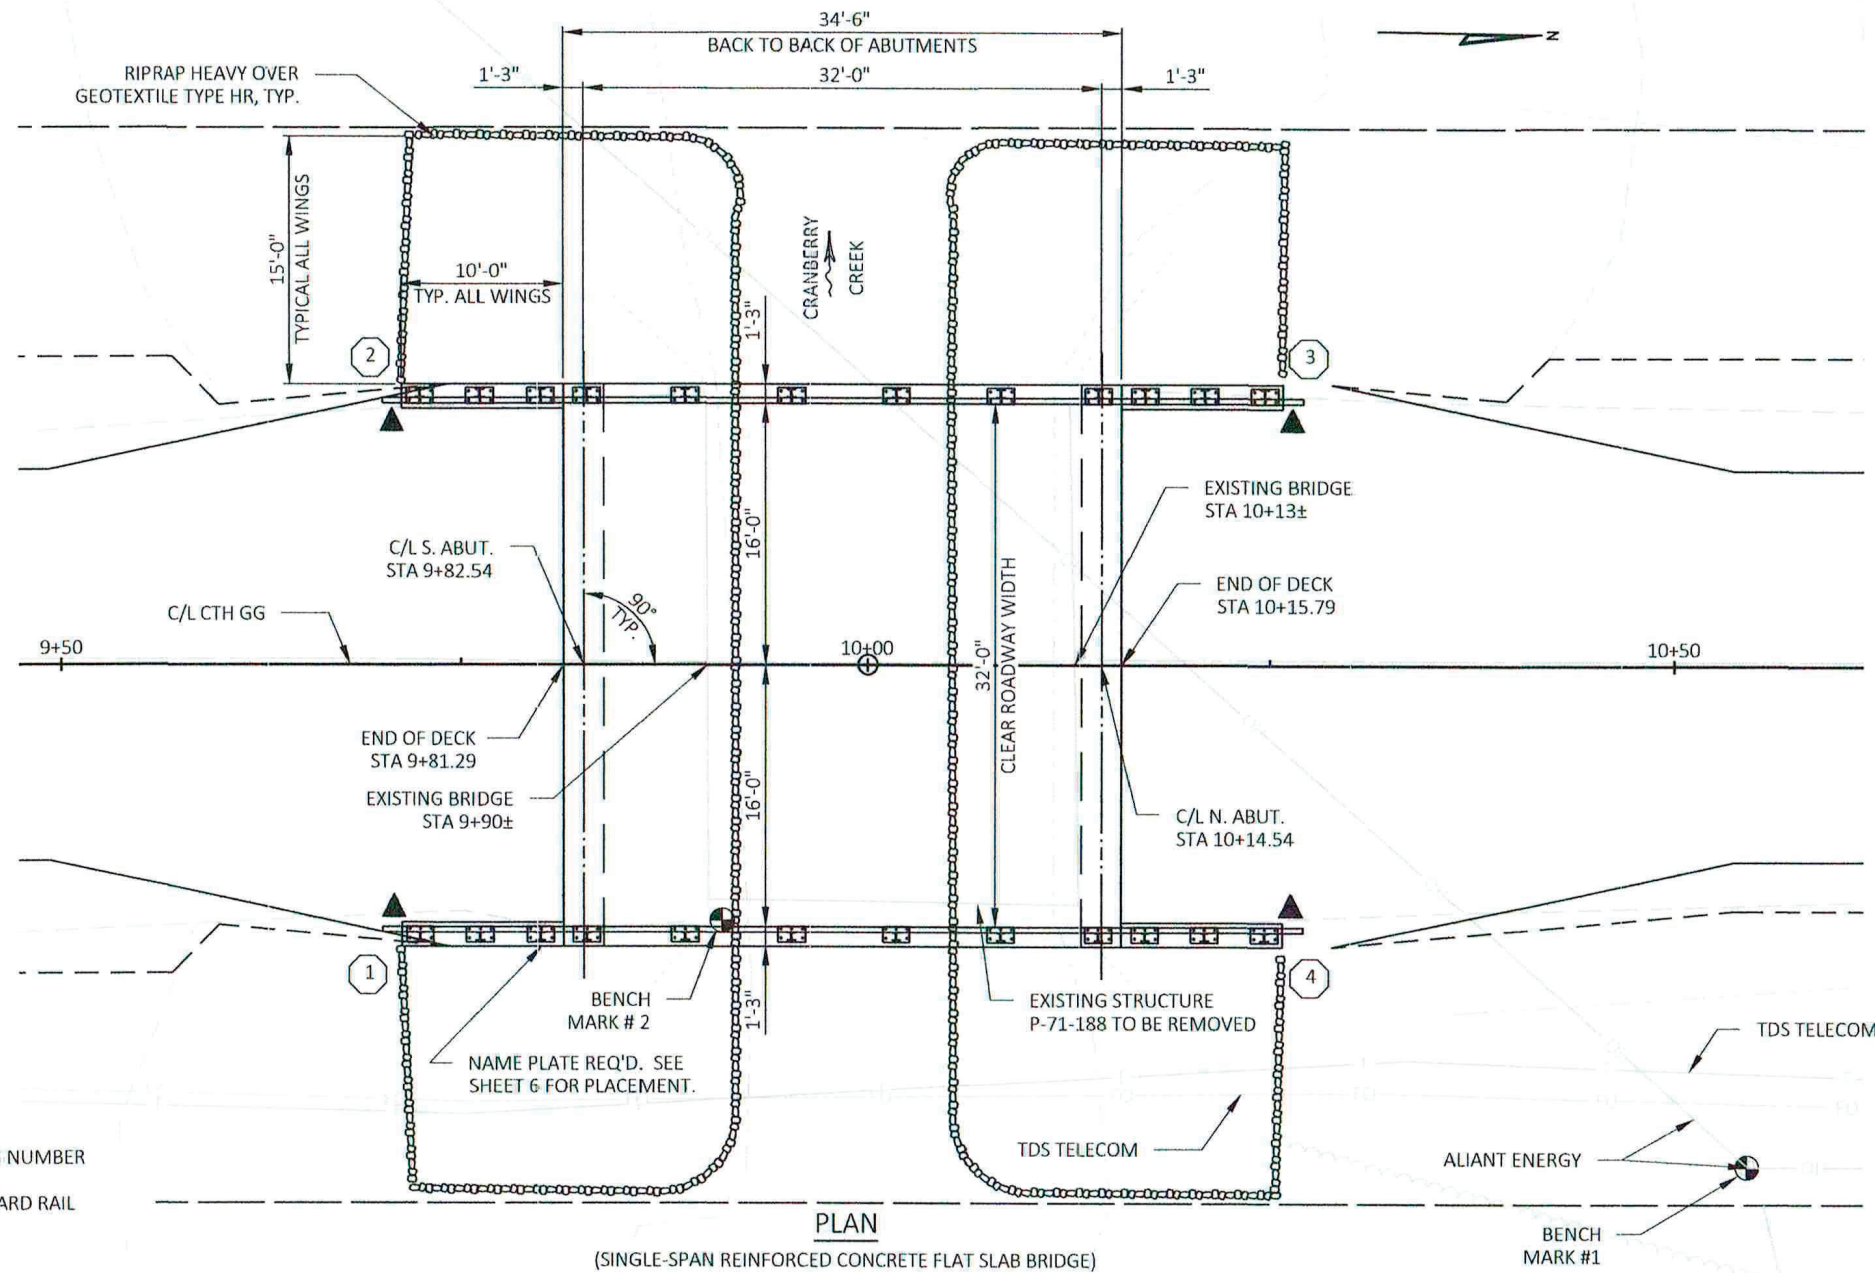 34'-6"
BACK TO BACK OF ABUTMENTS
N
RIPRAP HEAVY OVER
GEOTEXTILE TYPE HR, TYP.
1'-3"
32'-0"
1'-3"
15'-0"
TYPICAL ALL WINGS
10'-0"
TYP. ALL WINGS
CRANBERRY
CREEK
1'-3"
2
3
16'-0"
EXISTING BRIDGE
STA 10+13±
C/L S. ABUT.
STA 9+82.54
90°
TYP.
32'-0"
CLEAR ROADWAY WIDTH
END OF DECK
STA 10+15.79
C/L CTH GG
9+50
10+00
10+50
END OF DECK
STA 9+81.29
EXISTING BRIDGE
STA 9+90±
16'-0"
C/L N. ABUT.
STA 10+14.54
1
4
BENCH
MARK # 2
1'-3"
EXISTING STRUCTURE
P-71-188 TO BE REMOVED
TDS TELECOM
NAME PLATE REQ'D. SEE
SHEET 6 FOR PLACEMENT.
TDS TELECOM
ALIANT ENERGY
NUMBER
ARD RAIL
PLAN
(SINGLE-SPAN REINFORCED CONCRETE FLAT SLAB BRIDGE)
BENCH
MARK #1